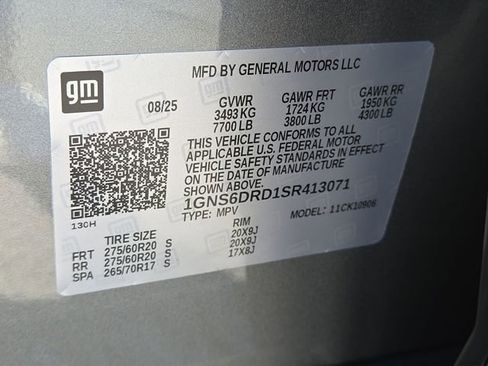 gm
MFD BY GENERAL MOTORS LLC
08/25 GVWR GAWR FRT GAWR RR
3493 KG 1724 KG 1950 KG
7700 LB 3800 LB 4300 LB
THIS VEHICLE CONFORMS TO ALL
APPLICABLE U.S. FEDERAL MOTOR
VEHICLE SAFETY STANDARDS IN EFFECT
ON THE DATE OF MANUFACTURE SHOWN ABOVE.
1GNS6DRD1SR413071
130H TYPE: MPV MODEL: 11CK10906
TIRE SIZE RIM
FRT 275/60R20 S 20X9J
RR 275/60R20 S 20X9J
SPA 265/70R17 S 17X8J